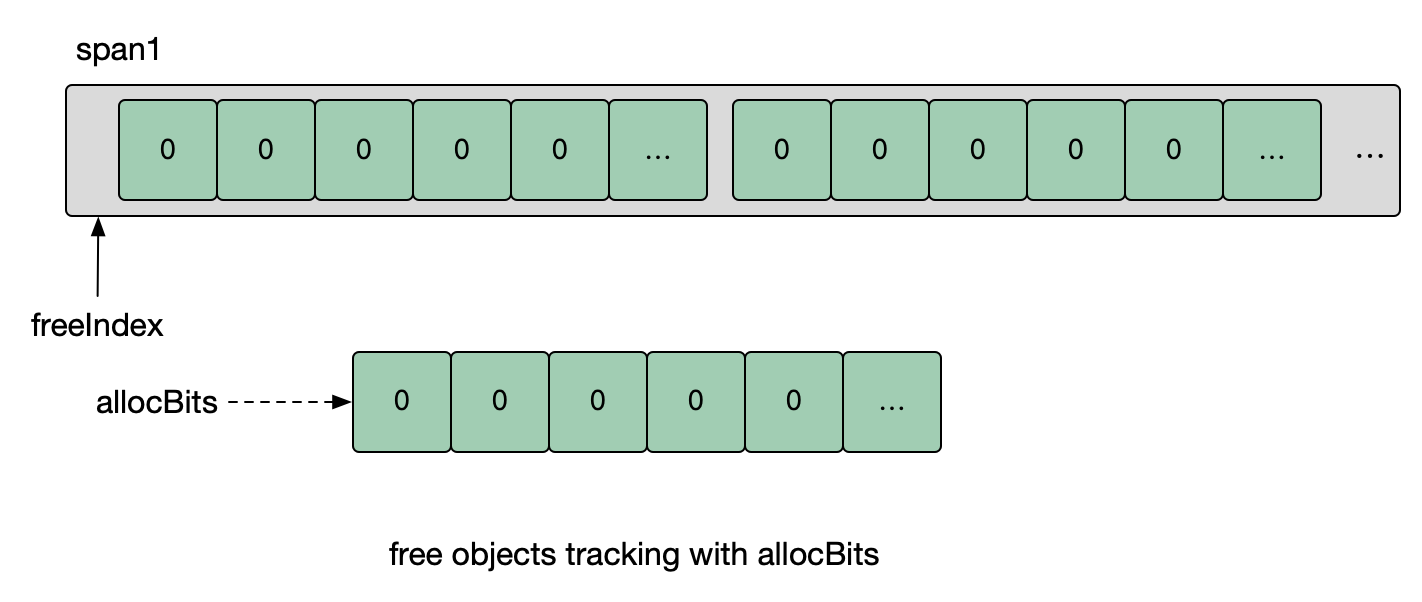 span1
0 0 0 0 0 ... 0 0 0 0 0 ... ...
freeIndex
allocBits 0 0 0 0 0 ...
free objects tracking with allocBits